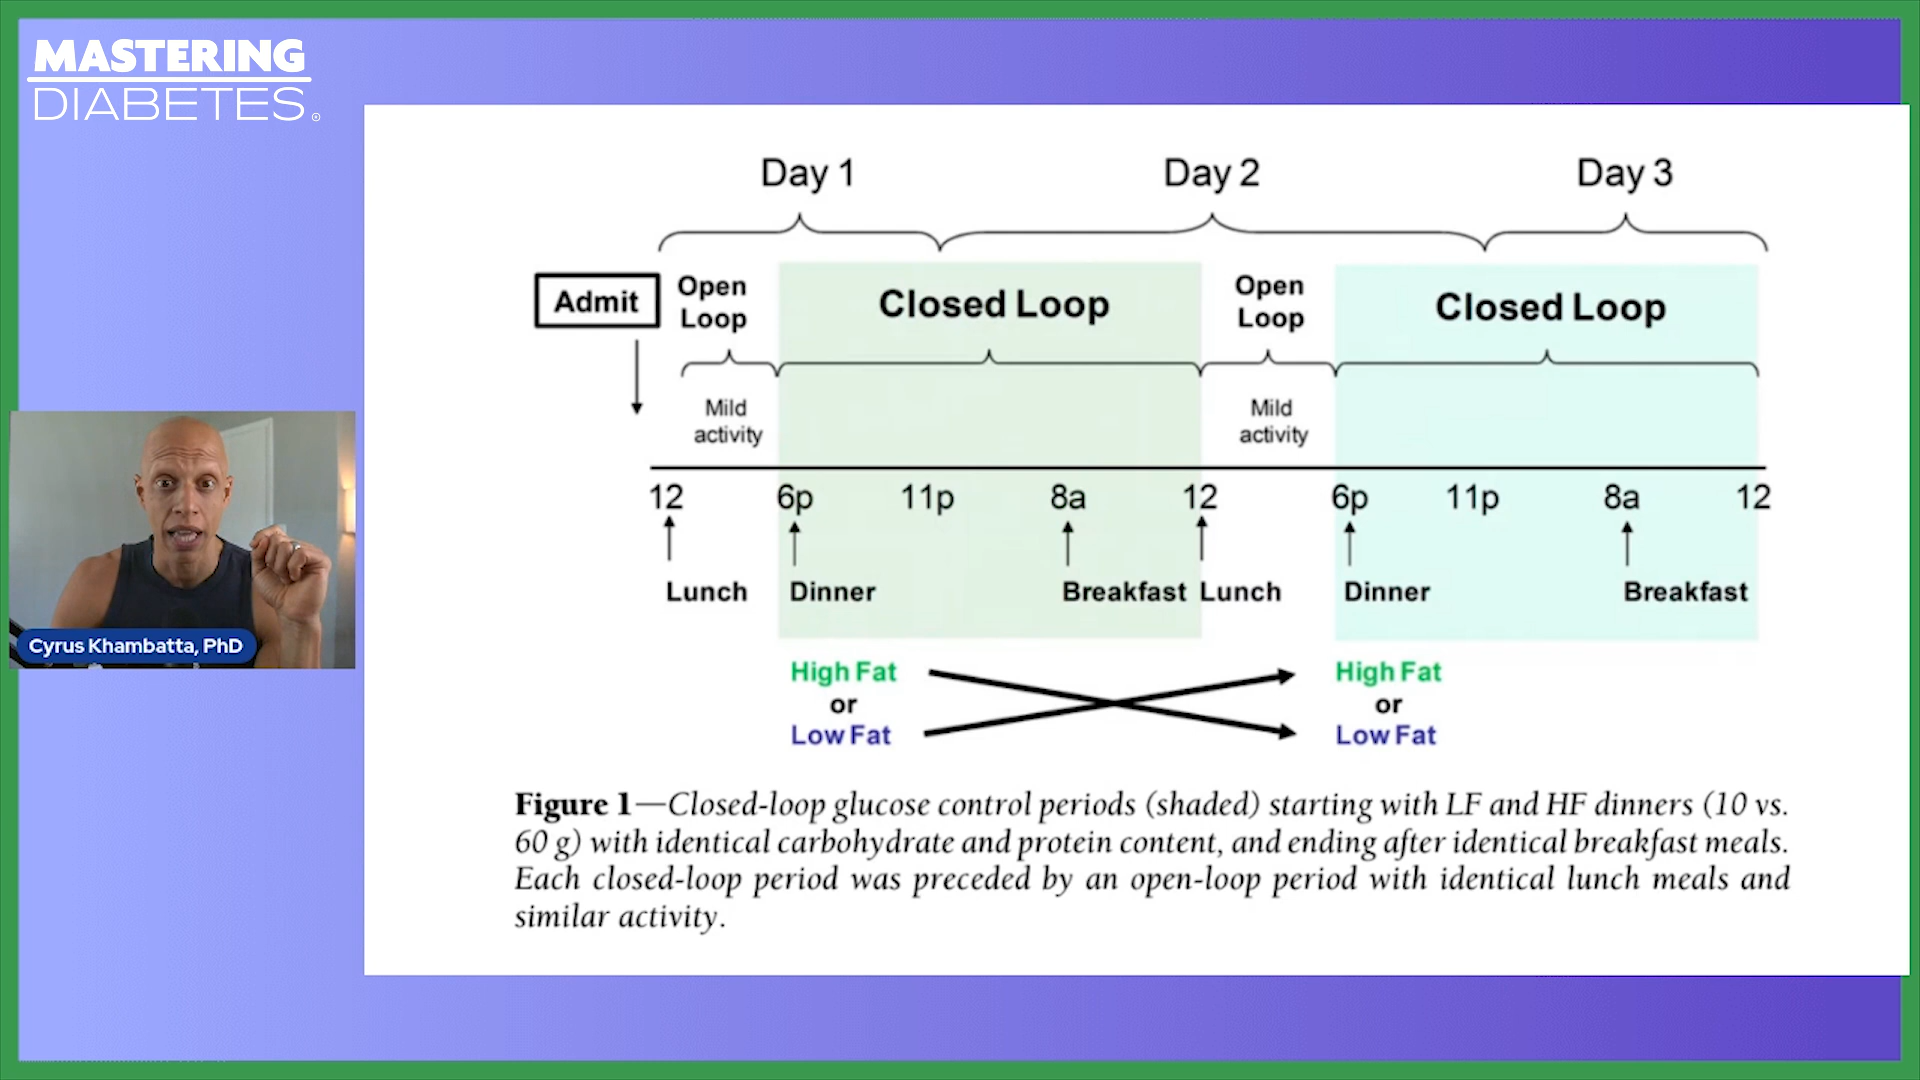 MASTERING
DIABETES®
Day 1 Day 2 Day 3
Admit
Open
Loop
Closed Loop
Open
Loop
Closed Loop
Mild
activity
Mild
activity
12 6p 11p 8a 12 6p 11p 8a 12
Lunch Dinner Breakfast Lunch Dinner Breakfast
High Fat
or
Low Fat
High Fat
or
Low Fat
Cyrus Khambatta, PhD
Figure 1—Closed-loop glucose control periods (shaded) starting with LF and HF dinners (10 vs.
60 g) with identical carbohydrate and protein content, and ending after identical breakfast meals.
Each closed-loop period was preceded by an open-loop period with identical lunch meals and
similar activity.